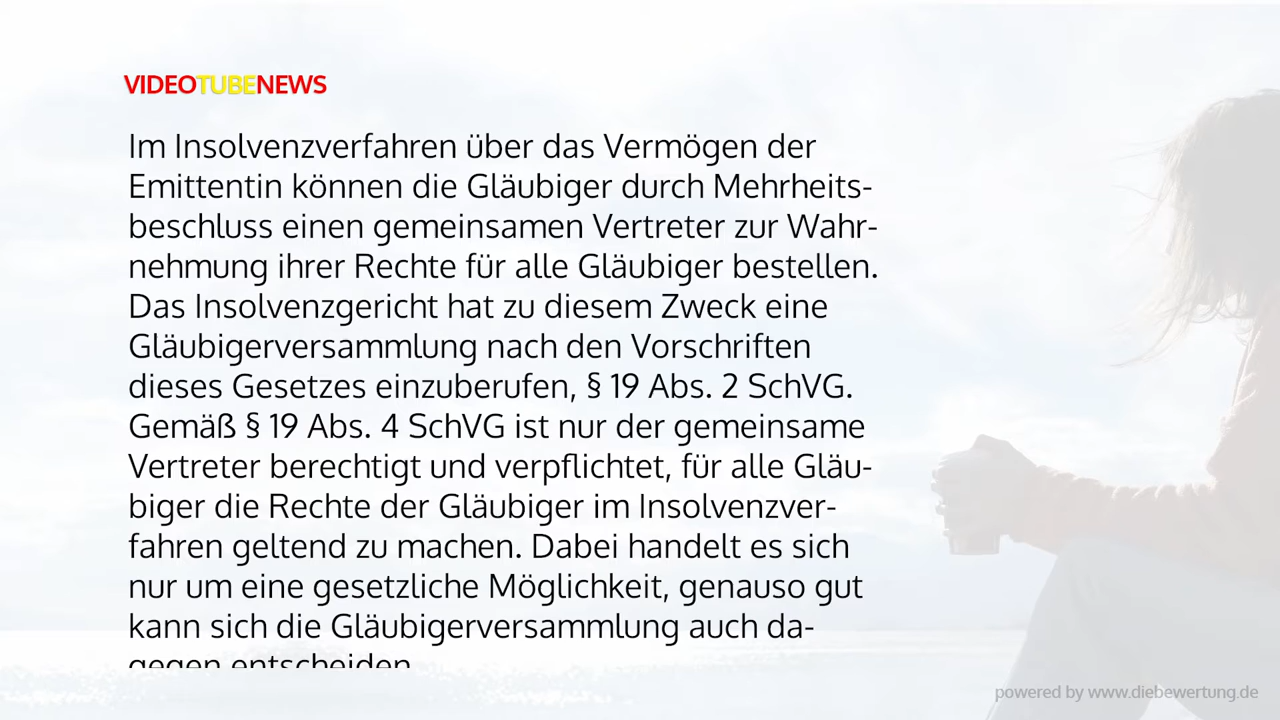 VIDEOTUBENEWS
Im Insolvenzverfahren über das Vermögen der
Emittentin können die Gläubiger durch Mehrheits-
beschluss einen gemeinsamen Vertreter zur Wahr-
nehmung ihrer Rechte für alle Gläubiger bestellen.
Das Insolvenzgericht hat zu diesem Zweck eine
Gläubigerversammlung nach den Vorschriften
dieses Gesetzes einzuberufen, § 19 Abs. 2 SchVG.
Gemäß § 19 Abs. 4 SchVG ist nur der gemeinsame
Vertreter berechtigt und verpflichtet, für alle Gläu-
biger die Rechte der Gläubiger im Insolvenzver-
fahren geltend zu machen. Dabei handelt es sich
nur um eine gesetzliche Möglichkeit, genauso gut
kann sich die Gläubigerversammlung auch da-
gegen entscheiden
powered by www.diebewertung.de